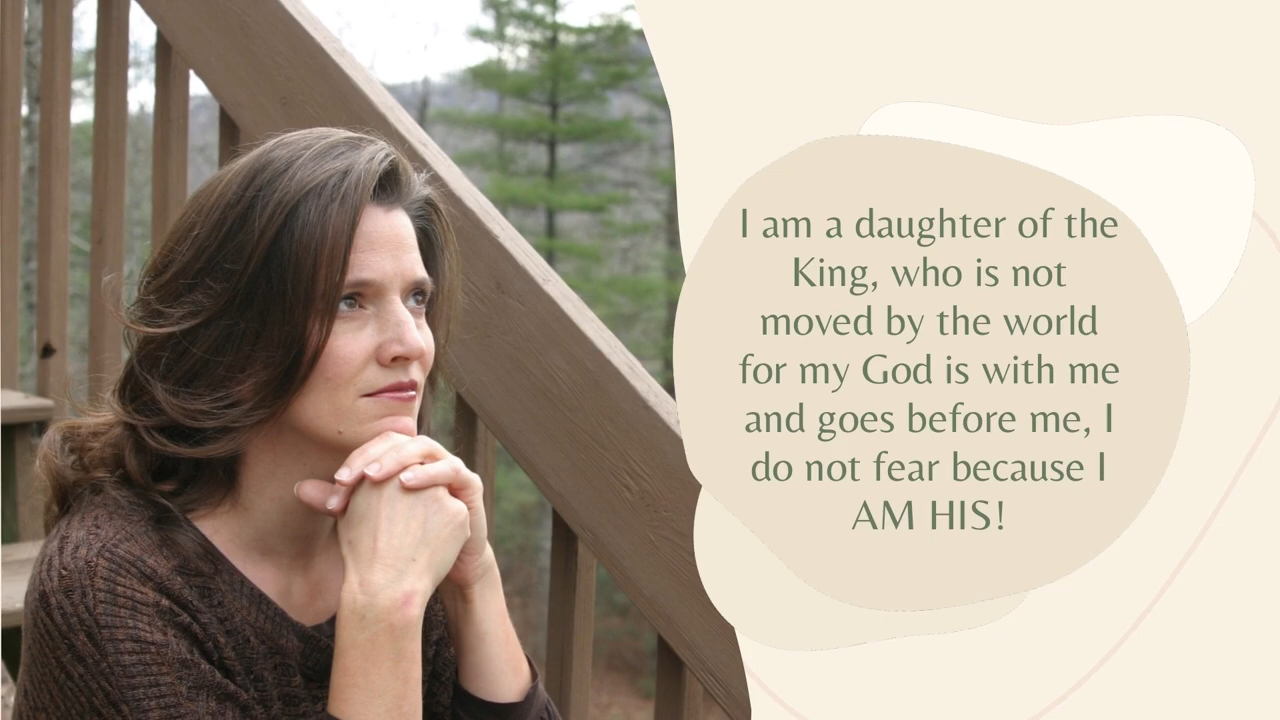 I am a daughter of the
King, who is not
moved by the world
for my God is with me
and goes before me, I
do not fear because I
AM HIS!